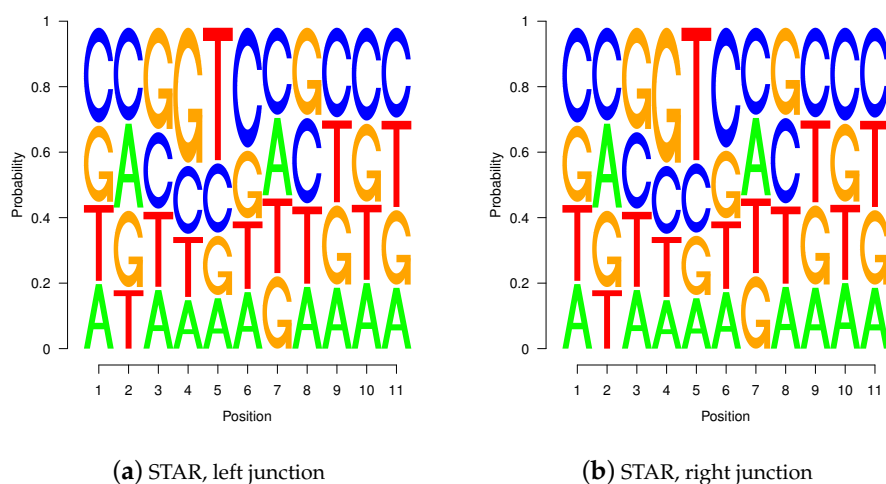 Probability
1
0.8
0.6
0.4
0.2
0
C C G G T C C G C C C
G A C C C G A C T G T
T G T T G T T T G T G
A T A A A A G A A A A
1 2 3 4 5 6 7 8 9 10 11
Position
(a) STAR, left junction
Probability
1
0.8
0.6
0.4
0.2
0
C C G G T C C G C C C
G A C C C G A C T G T
T G T T G T T T G T G
A T A A A A G A A A A
1 2 3 4 5 6 7 8 9 10 11
Position
(b) STAR, right junction